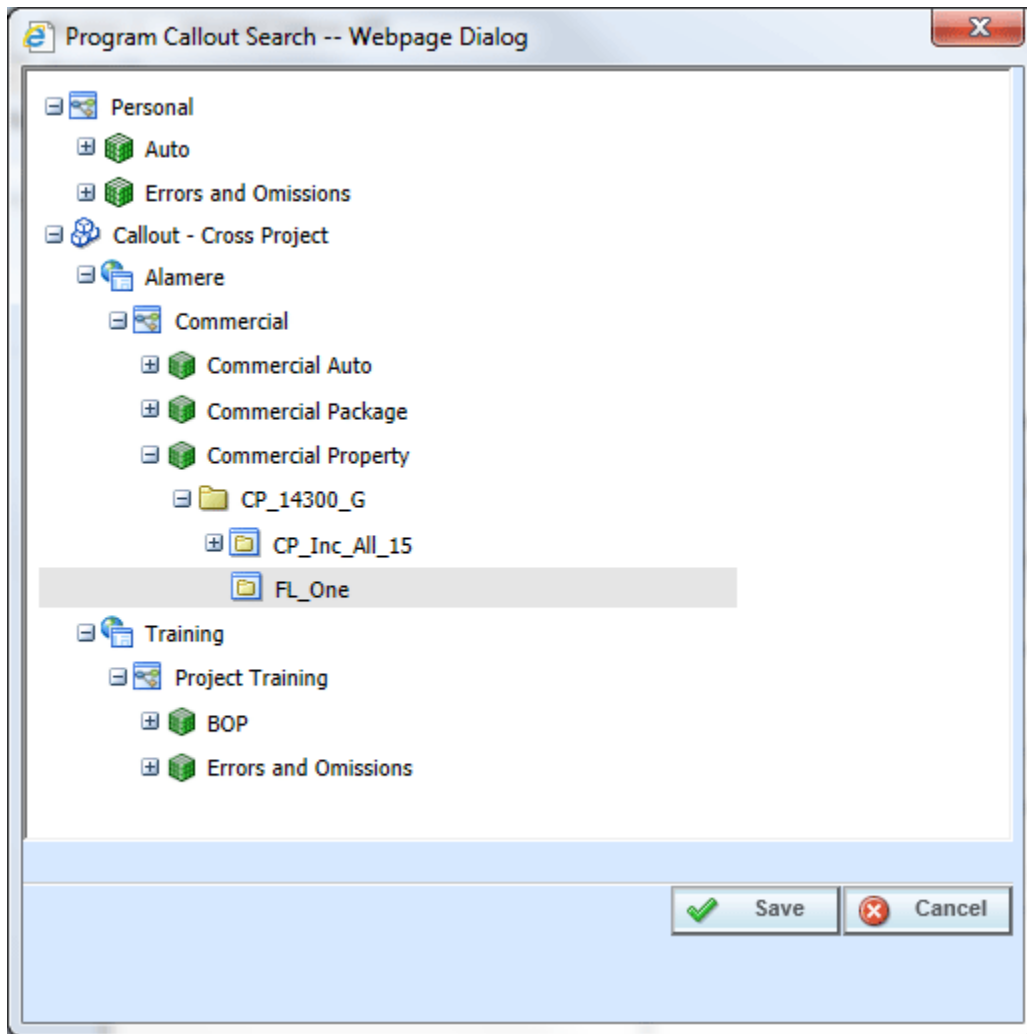 Program Callout Search -- Webpage Dialog
Personal
Auto
Errors and Omissions
Callout - Cross Project
Alamere
Commercial
Commercial Auto
Commercial Package
Commercial Property
CP_14300_G
CP_Inc_All_15
FL_One
Training
Project Training
BOP
Errors and Omissions
Save Cancel